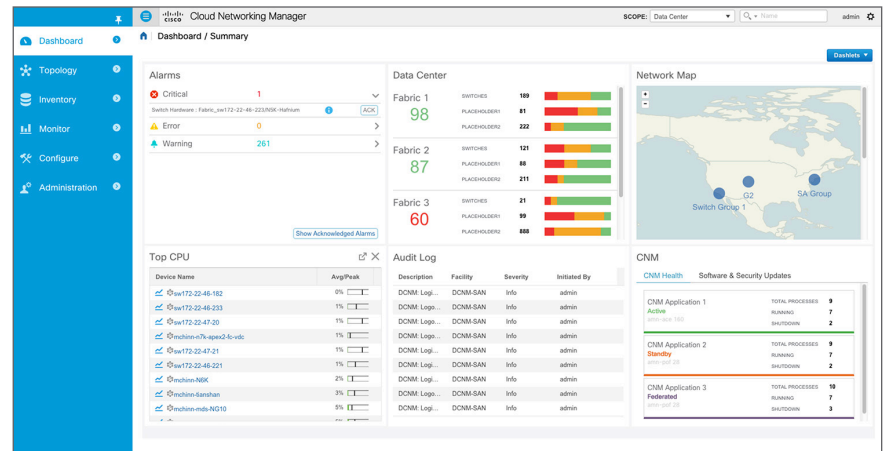 cisco Cloud Networking Manager
SCOPE: Data Center
Name
admin
Dashboard
Topology
Inventory
Monitor
Configure
Administration
Dashboard / Summary
Dashlets
Alarms
Critical 1
Switch Hardware : Fabric_sw172-22-46-223/N5K-Hafnium
ACK
Error 0
Warning 261
Show Acknowledged Alarms
Data Center
Fabric 1
98
SWITCHES 189
PLACEHOLDER1 81
PLACEHOLDER2 222
Fabric 2
87
SWITCHES 121
PLACEHOLDER1 88
PLACEHOLDER2 211
Fabric 3
60
SWITCHES 21
PLACEHOLDER1 99
PLACEHOLDER2 888
Network Map
+
-
Switch Group 1
G2
SA Group
Top CPU
Device Name Avg/Peak
sw172-22-46-182 0%
sw172-22-46-233 1%
sw172-22-47-20 1%
mchinn-n7k-apex2-fc-vdc 1%
sw172-22-47-21 1%
sw172-22-46-221 1%
mchinn-N6K 2%
mchinn-tianshan 3%
mchinn-mds-NG10 5%
Audit Log
Description Facility Severity Initiated By
DCNM: Logi... DCNM-SAN Info admin
DCNM: Logo... DCNM-SAN Info admin
DCNM: Logo... DCNM-SAN Info admin
DCNM: Logo... DCNM-SAN Info admin
DCNM: Logi... DCNM-SAN Info admin
DCNM: Logo... DCNM-SAN Info admin
DCNM: Logi... DCNM-SAN Info admin
DCNM: Logo... DCNM-SAN Info admin
DCNM: Logi... DCNM-SAN Info admin
CNM
CNM Health Software & Security Updates
CNM Application 1
Active
TOTAL PROCESSES 9
RUNNING 7
SHUTDOWN 2
CNM Application 2
Standby
TOTAL PROCESSES 9
RUNNING 7
SHUTDOWN 2
CNM Application 3
Federated
TOTAL PROCESSES 10
RUNNING 7
SHUTDOWN 3